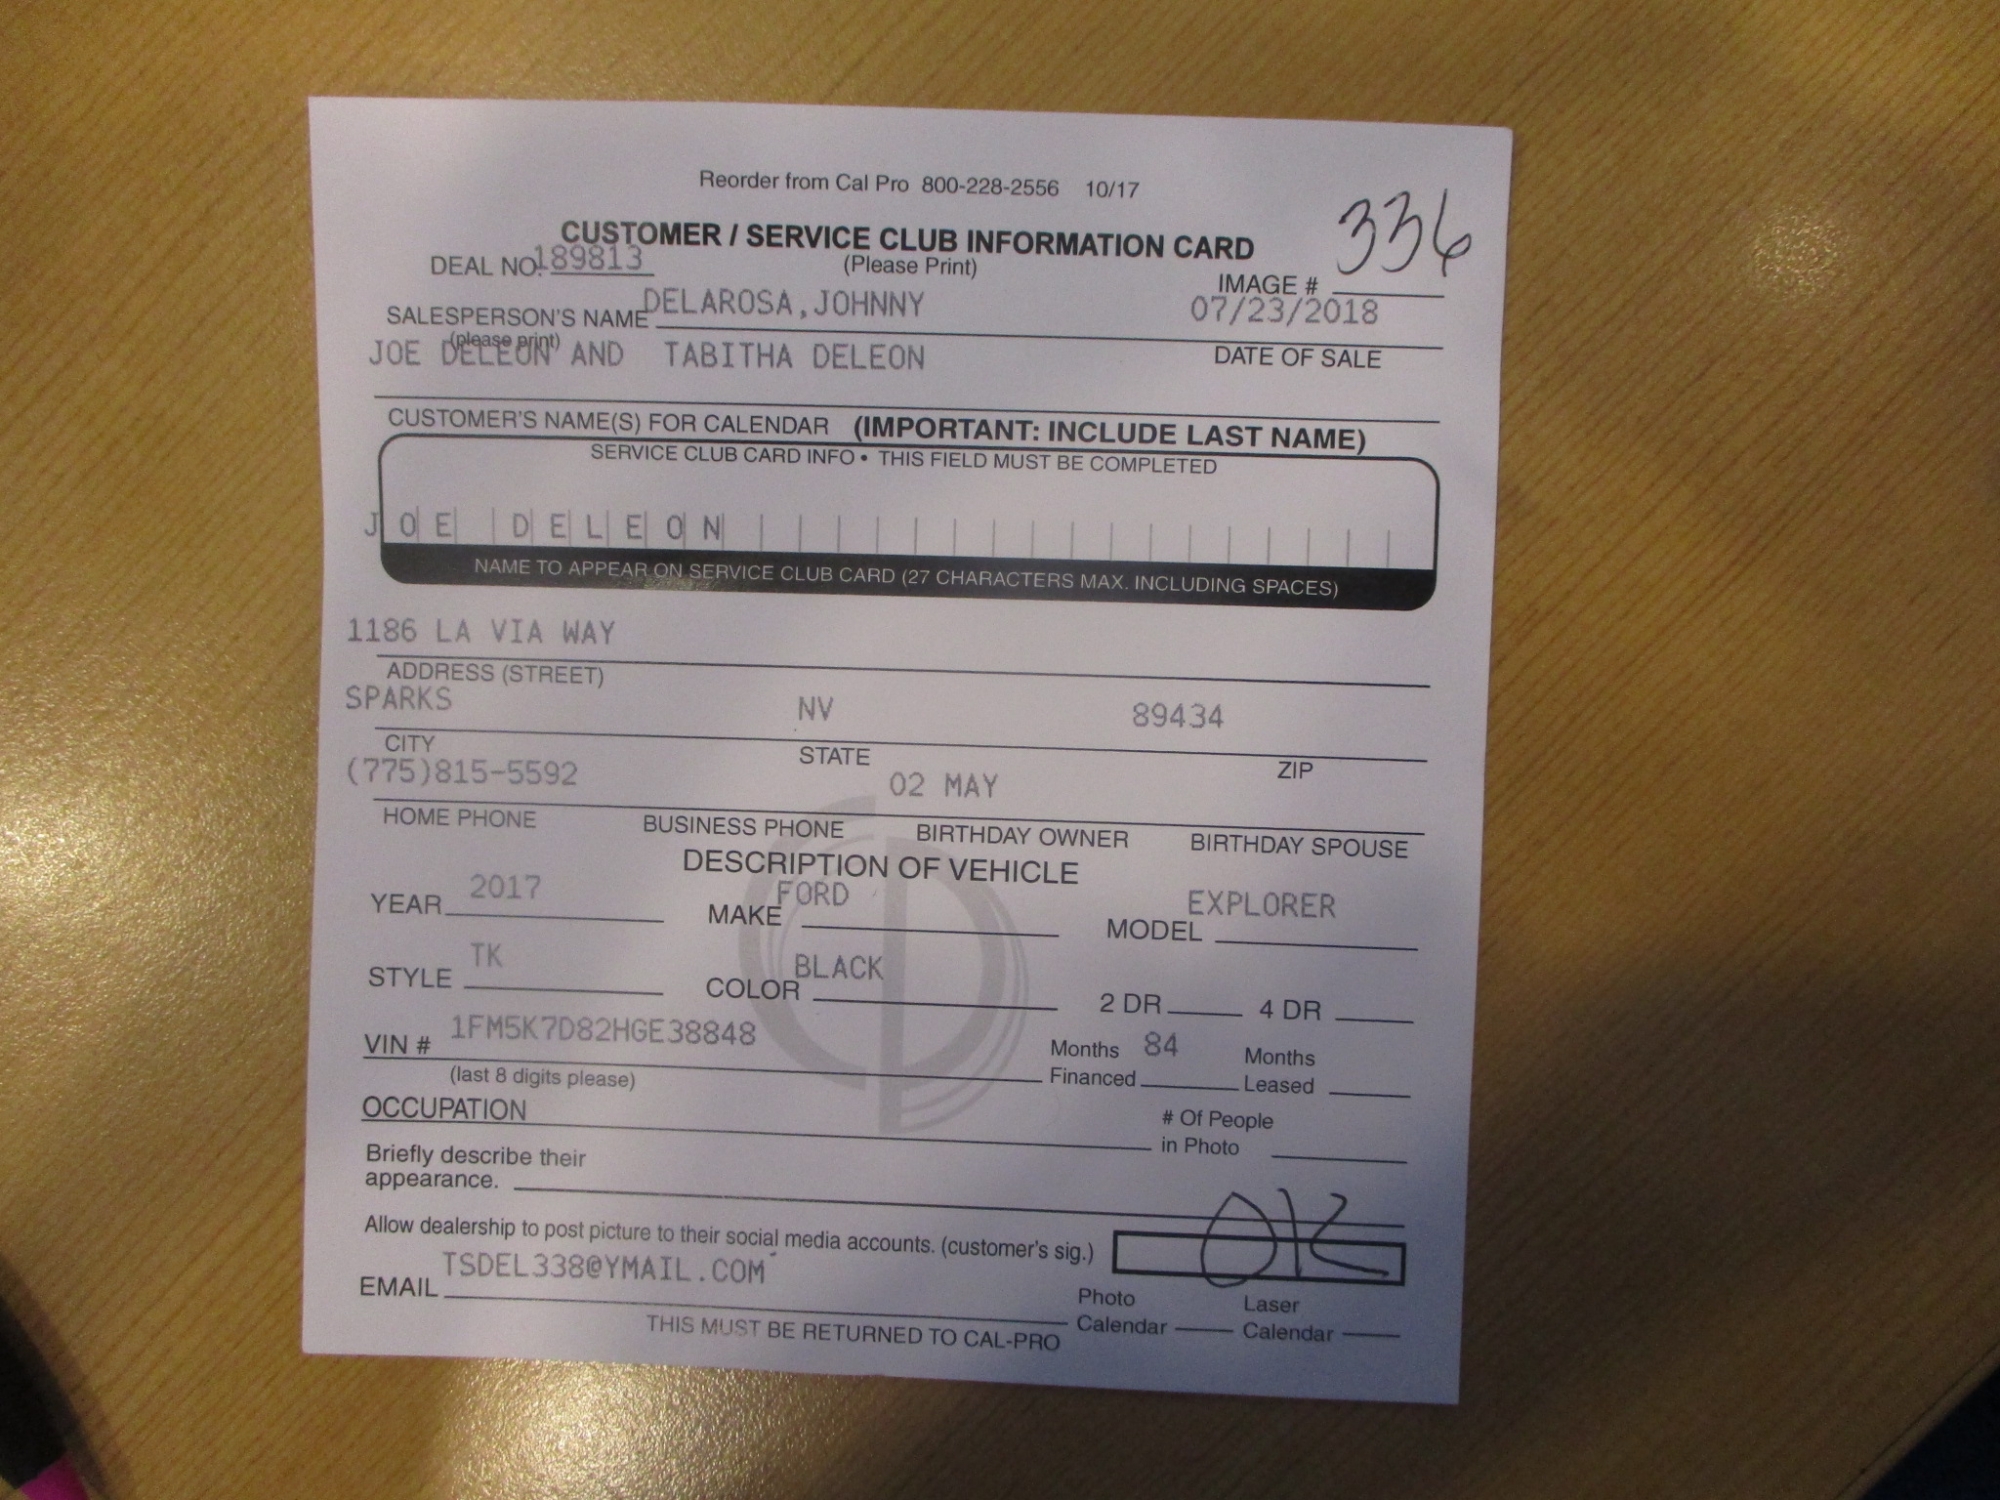 Reorder from Cal Pro 800-228-2556 10/17
336
CUSTOMER / SERVICE CLUB INFORMATION CARD
DEAL NO. 189813 (Please Print)
IMAGE #
SALESPERSON'S NAME DELAROSA,JOHNNY 07/23/2018
(please print)
JOE DELEON AND TABITHA DELEON DATE OF SALE
CUSTOMER'S NAME(S) FOR CALENDAR (IMPORTANT: INCLUDE LAST NAME)
SERVICE CLUB CARD INFO • THIS FIELD MUST BE COMPLETED
JOE DELEON
NAME TO APPEAR ON SERVICE CLUB CARD (27 CHARACTERS MAX. INCLUDING SPACES)
1186 LA VIA WAY
ADDRESS (STREET)
SPARKS NV 89434
CITY STATE ZIP
(775)815-5592 02 MAY
HOME PHONE BUSINESS PHONE BIRTHDAY OWNER BIRTHDAY SPOUSE
DESCRIPTION OF VEHICLE
YEAR 2017 MAKE FORD MODEL EXPLORER
STYLE TK COLOR BLACK 2 DR 4 DR
VIN # 1FM5K7D82HGE38848 Months 84 Months
(last 8 digits please) Financed Leased
OCCUPATION # Of People
in Photo
Briefly describe their
appearance.
Allow dealership to post picture to their social media accounts. (customer's sig.) OK
EMAIL TSDEL338@YMAIL.COM
Photo Laser
Calendar Calendar
THIS MUST BE RETURNED TO CAL-PRO